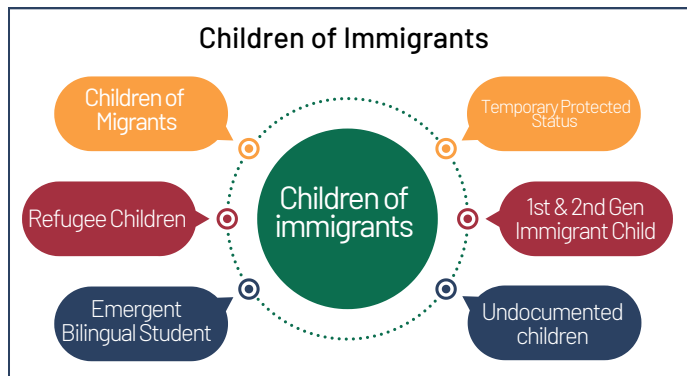 Children of Immigrants
Children of
Migrants
Temporary Protected
Status
Refugee Children
Children of
immigrants
1st & 2nd Gen
Immigrant Child
Emergent
Bilingual Student
Undocumented
children